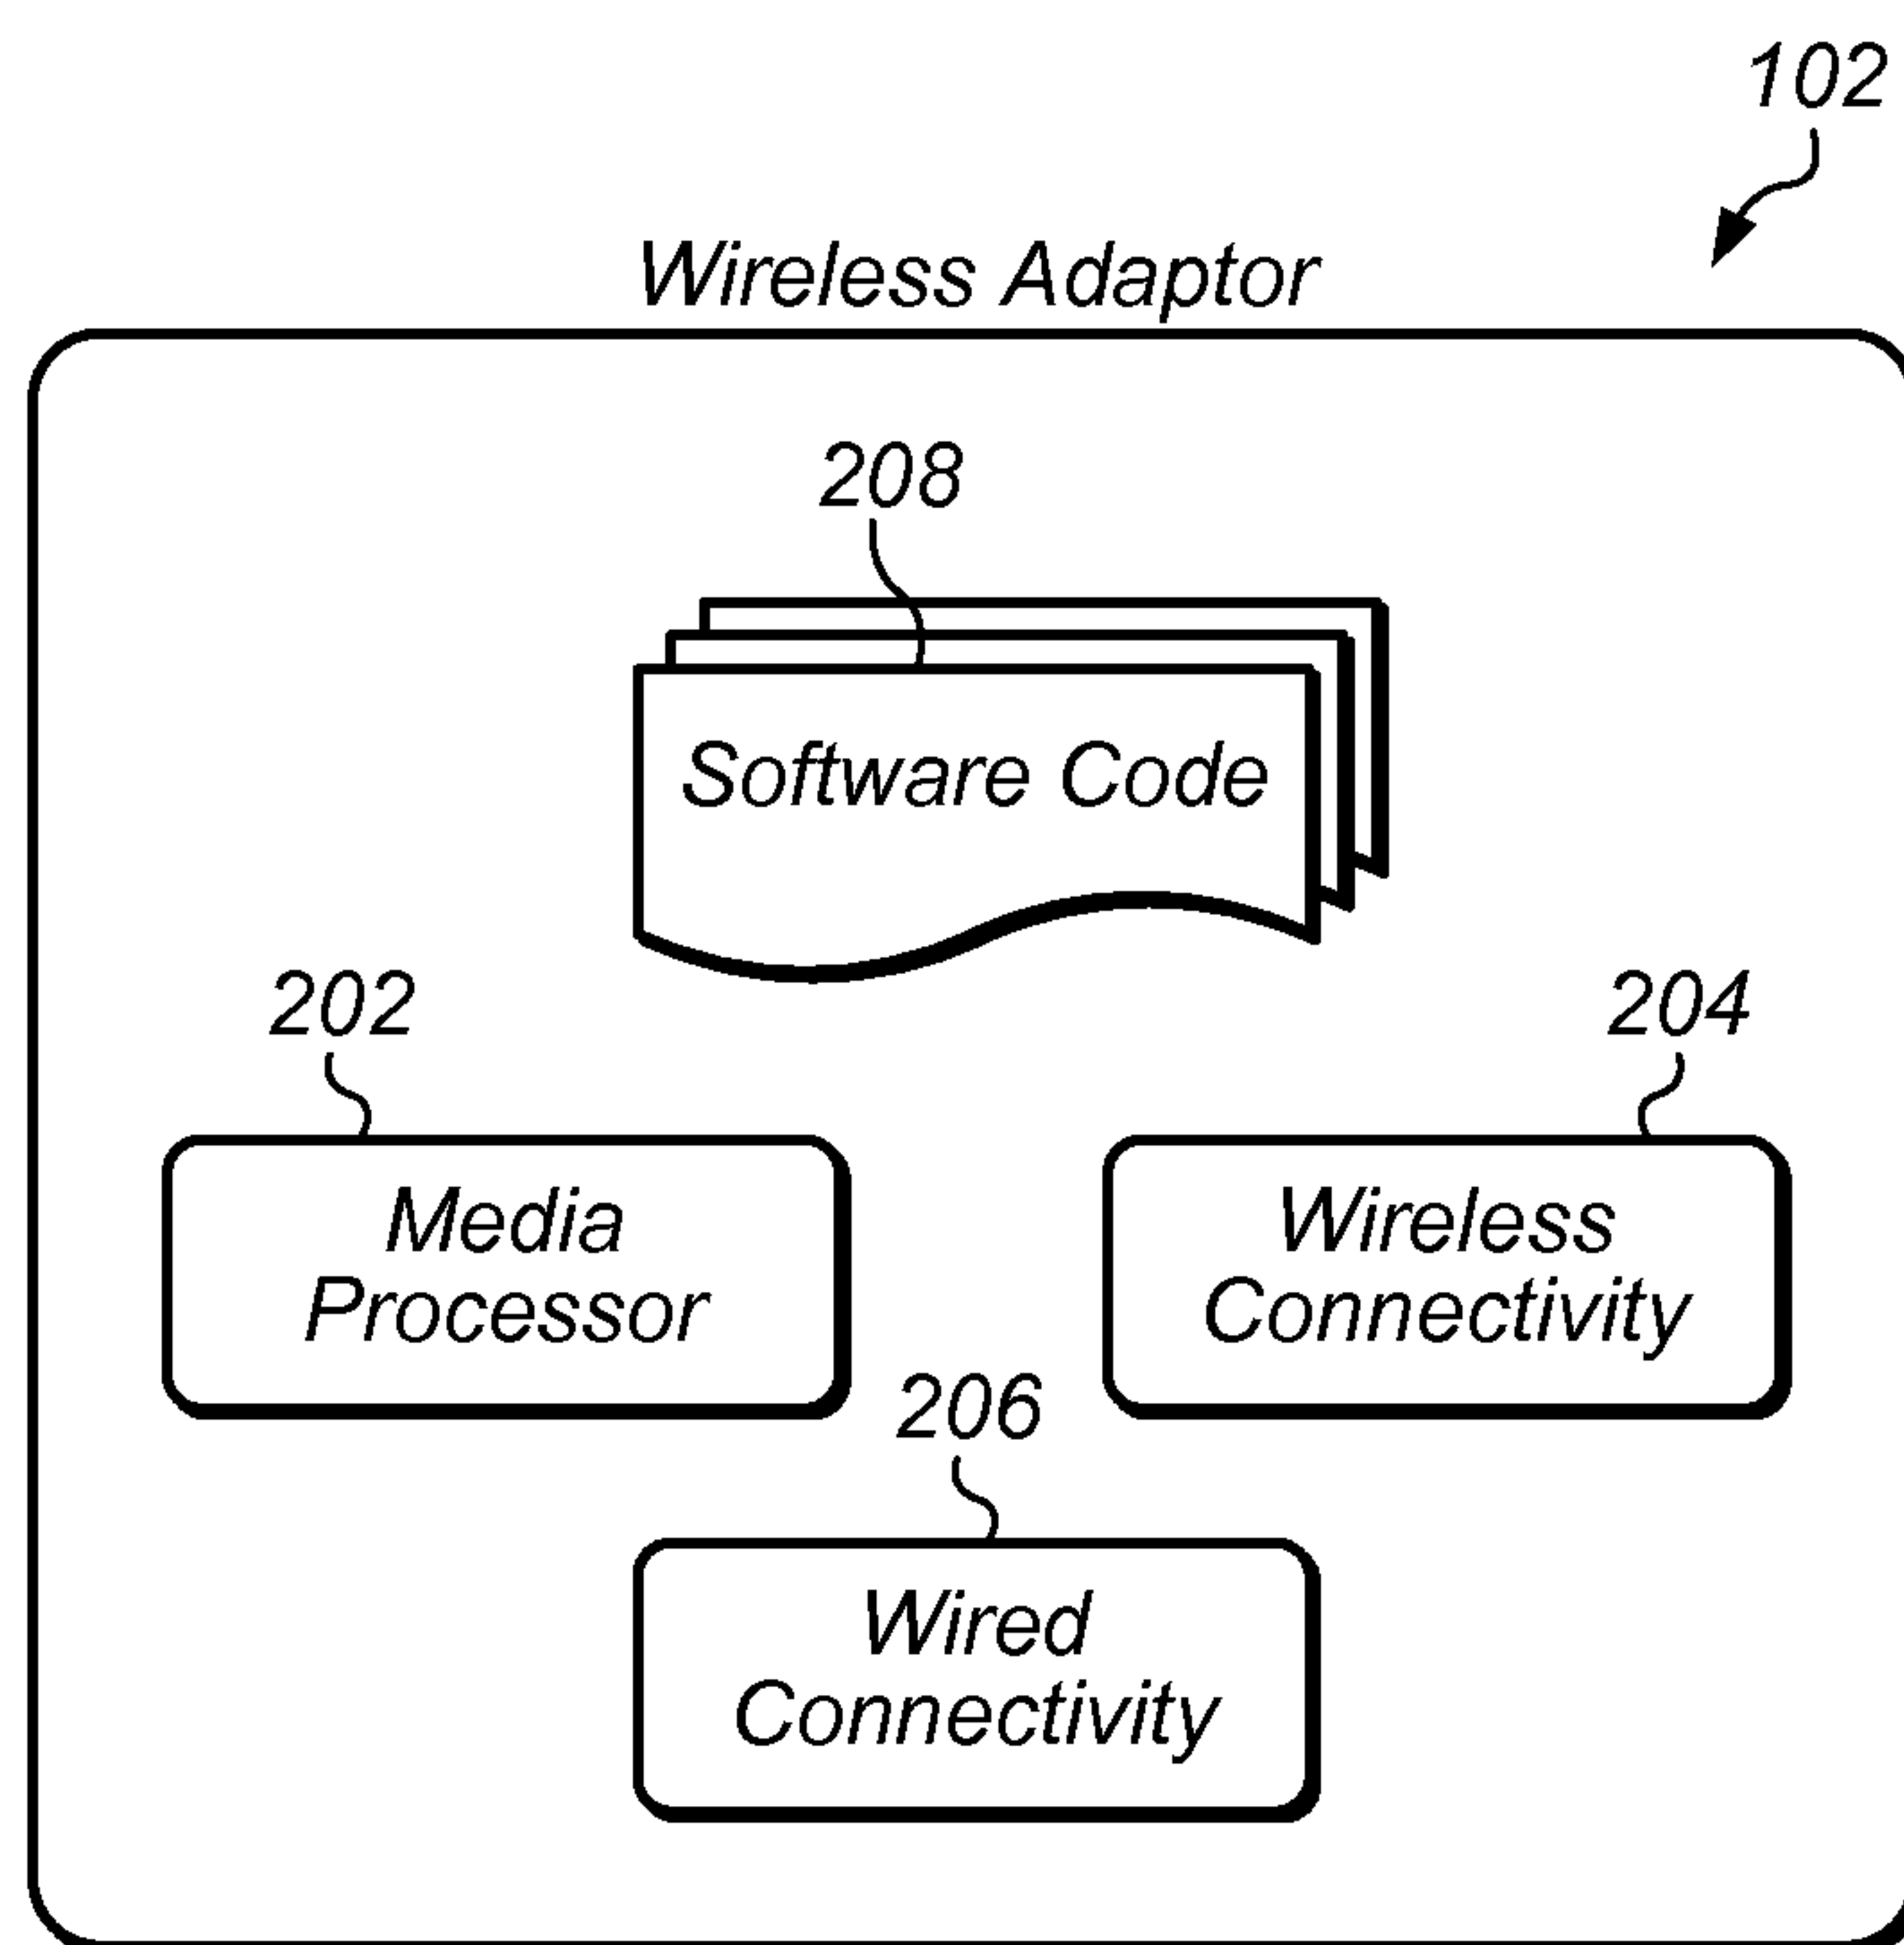 102
Wireless Adaptor
208
Software Code
202
204
Media
Processor
Wireless
Connectivity
206
Wired
Connectivity